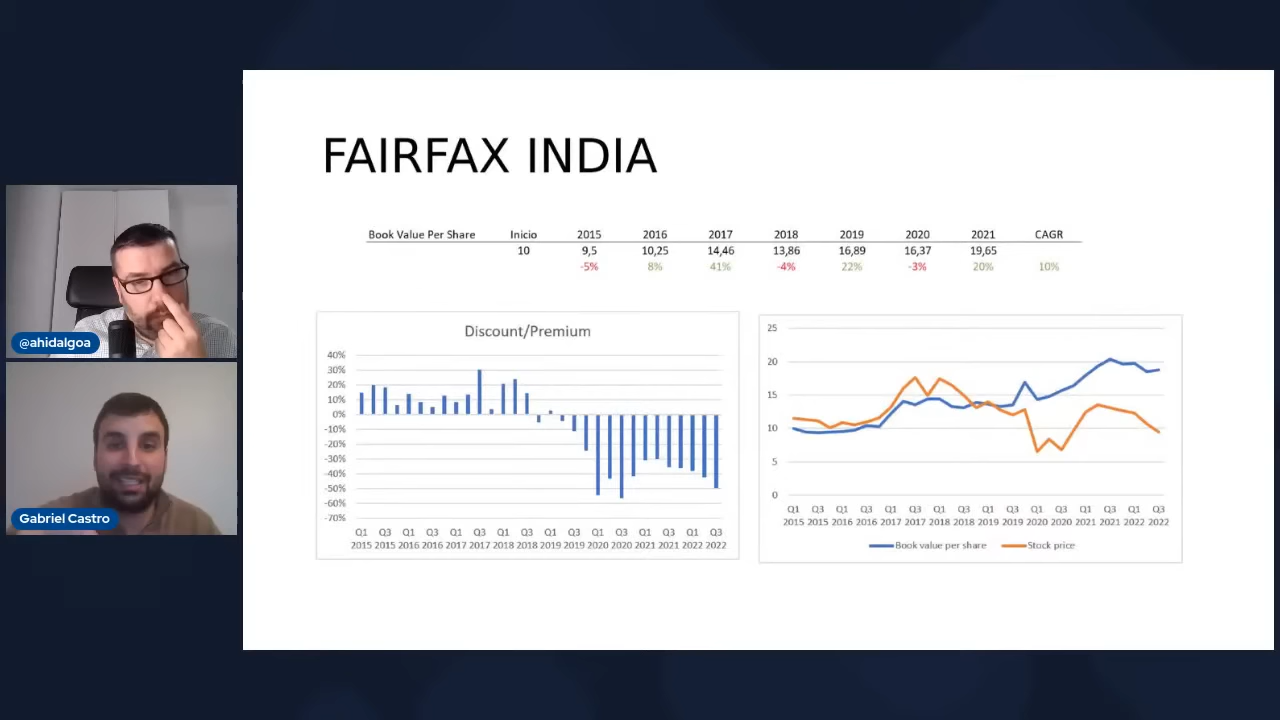 FAIRFAX INDIA
Book Value Per Share Inicio 2015 2016 2017 2018 2019 2020 2021 CAGR
10 9,5 10,25 14,46 13,86 16,89 16,37 19,65
-5% 8% 41% -4% 22% -3% 20% 10%
Discount/Premium
40%
30%
20%
10%
0%
-10%
-20%
-30%
-40%
-50%
-60%
-70%
Q1 Q3 Q1 Q3 Q1 Q3 Q1 Q3 Q1 Q3 Q1 Q3 Q1 Q3 Q1 Q3
2015 2015 2016 2016 2017 2017 2018 2018 2019 2019 2020 2020 2021 2021 2022 2022
25
20
15
10
5
0
Q1 Q3 Q1 Q3 Q1 Q3 Q1 Q3 Q1 Q3 Q1 Q3 Q1 Q3 Q1 Q3
2015 2015 2016 2016 2017 2017 2018 2018 2019 2019 2020 2020 2021 2021 2022 2022
Book value per share Stock price
@ahidalgoa
Gabriel Castro